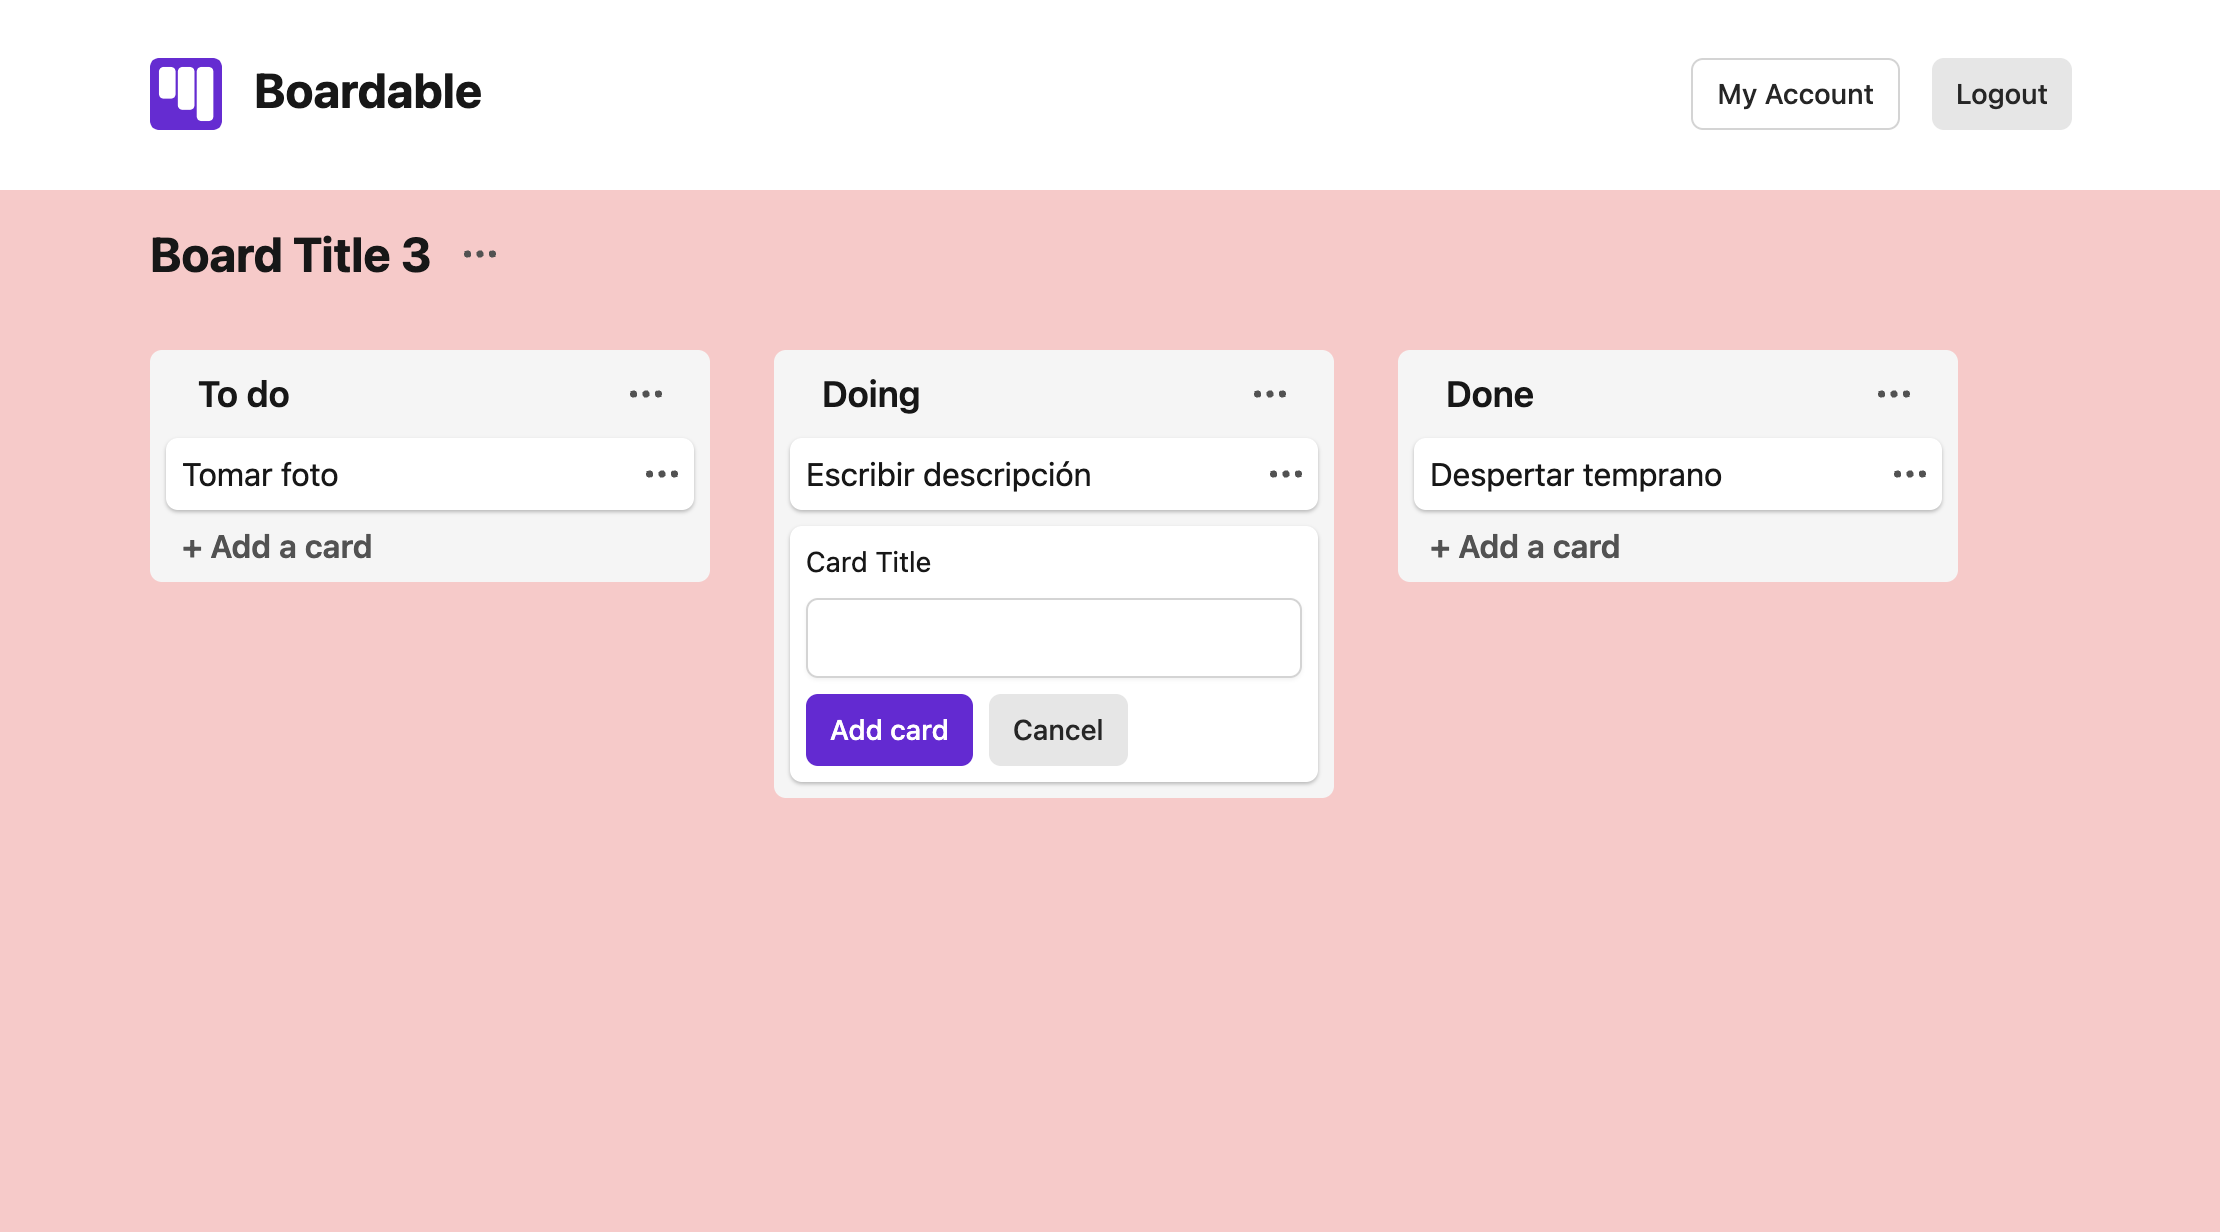 Boardable
My Account
Logout
Board Title 3
To do
Tomar foto
+ Add a card
Doing
Escribir descripción
Card Title
Add card
Cancel
Done
Despertar temprano
+ Add a card